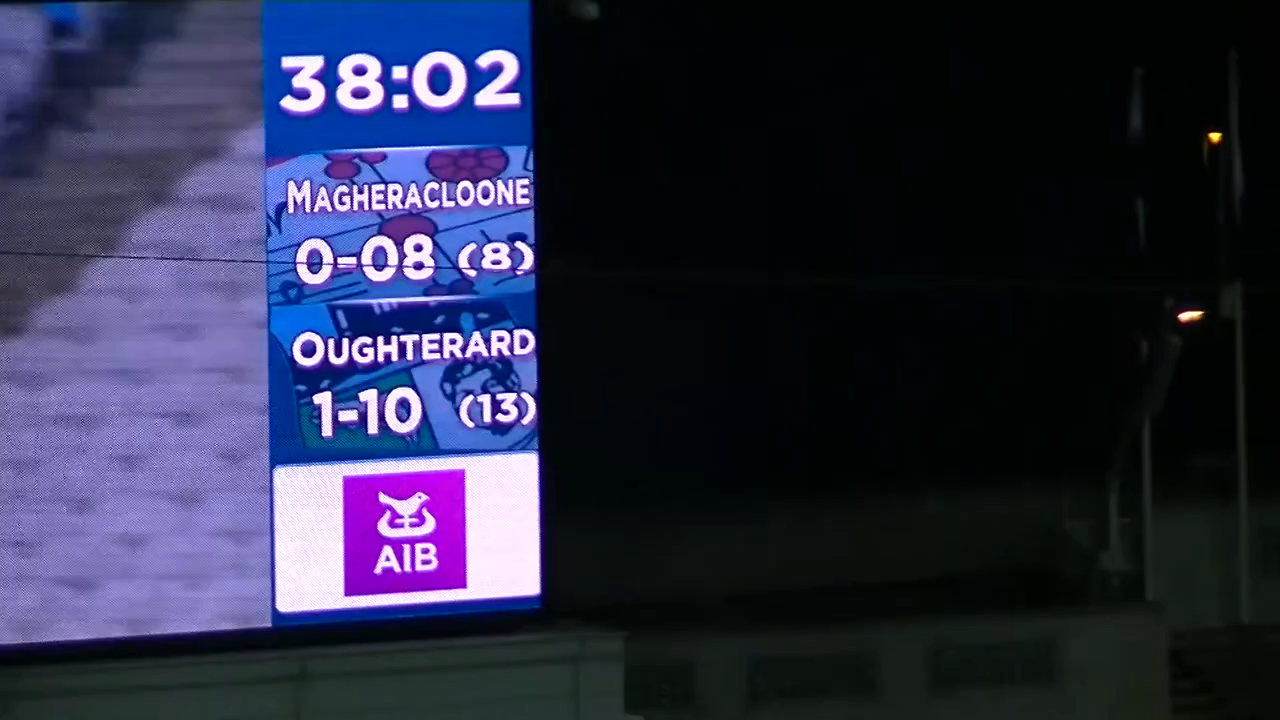 38:02
MAGHERACLOONE
0-08 (8)
OUGHTERARD
1-10 (13)
AIB